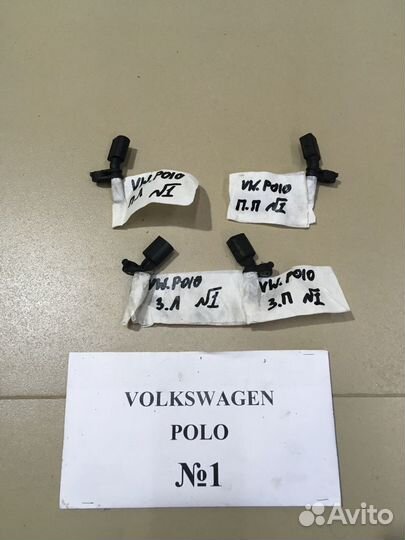 VW.POLO
П.Л №1
VW.POLO
П.П №1
VW.POLO
З.Л №1
VW.POLO
З.П №1
VOLKSWAGEN
POLO
№1
Avito